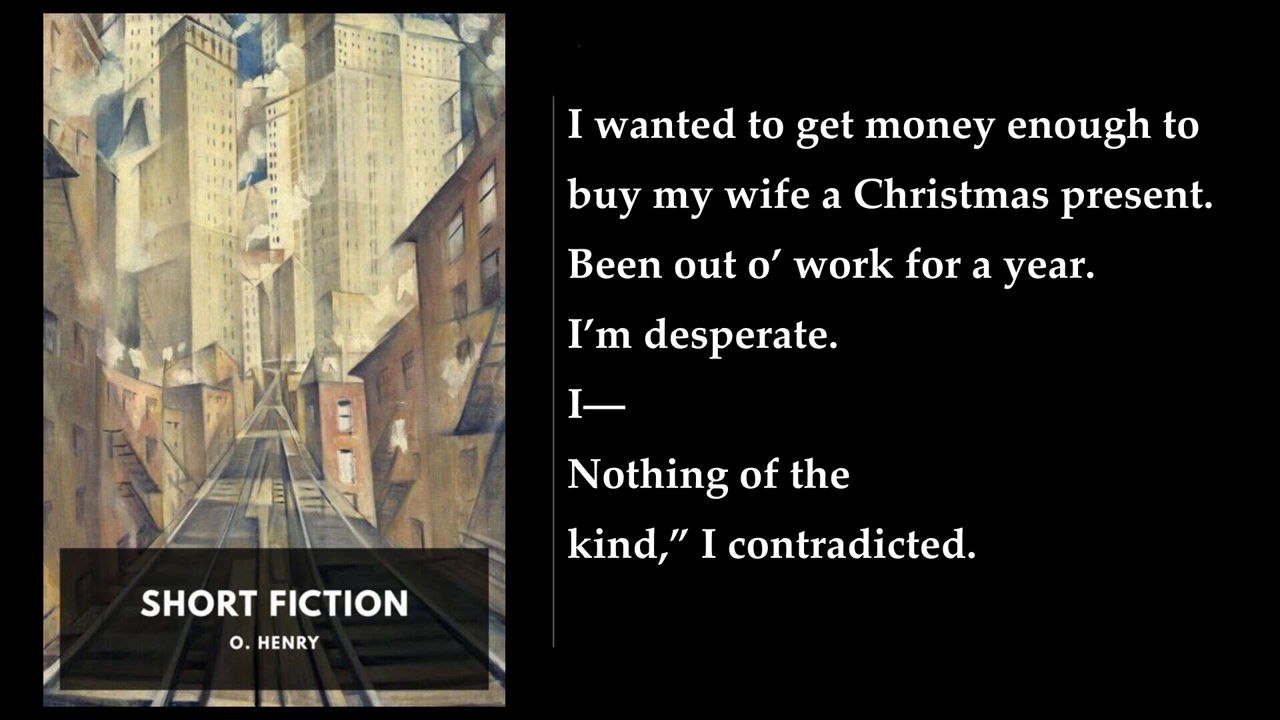 SHORT FICTION
O. HENRY
I wanted to get money enough to
buy my wife a Christmas present.
Been out o’ work for a year.
I’m desperate.
I—
Nothing of the
kind,” I contradicted.